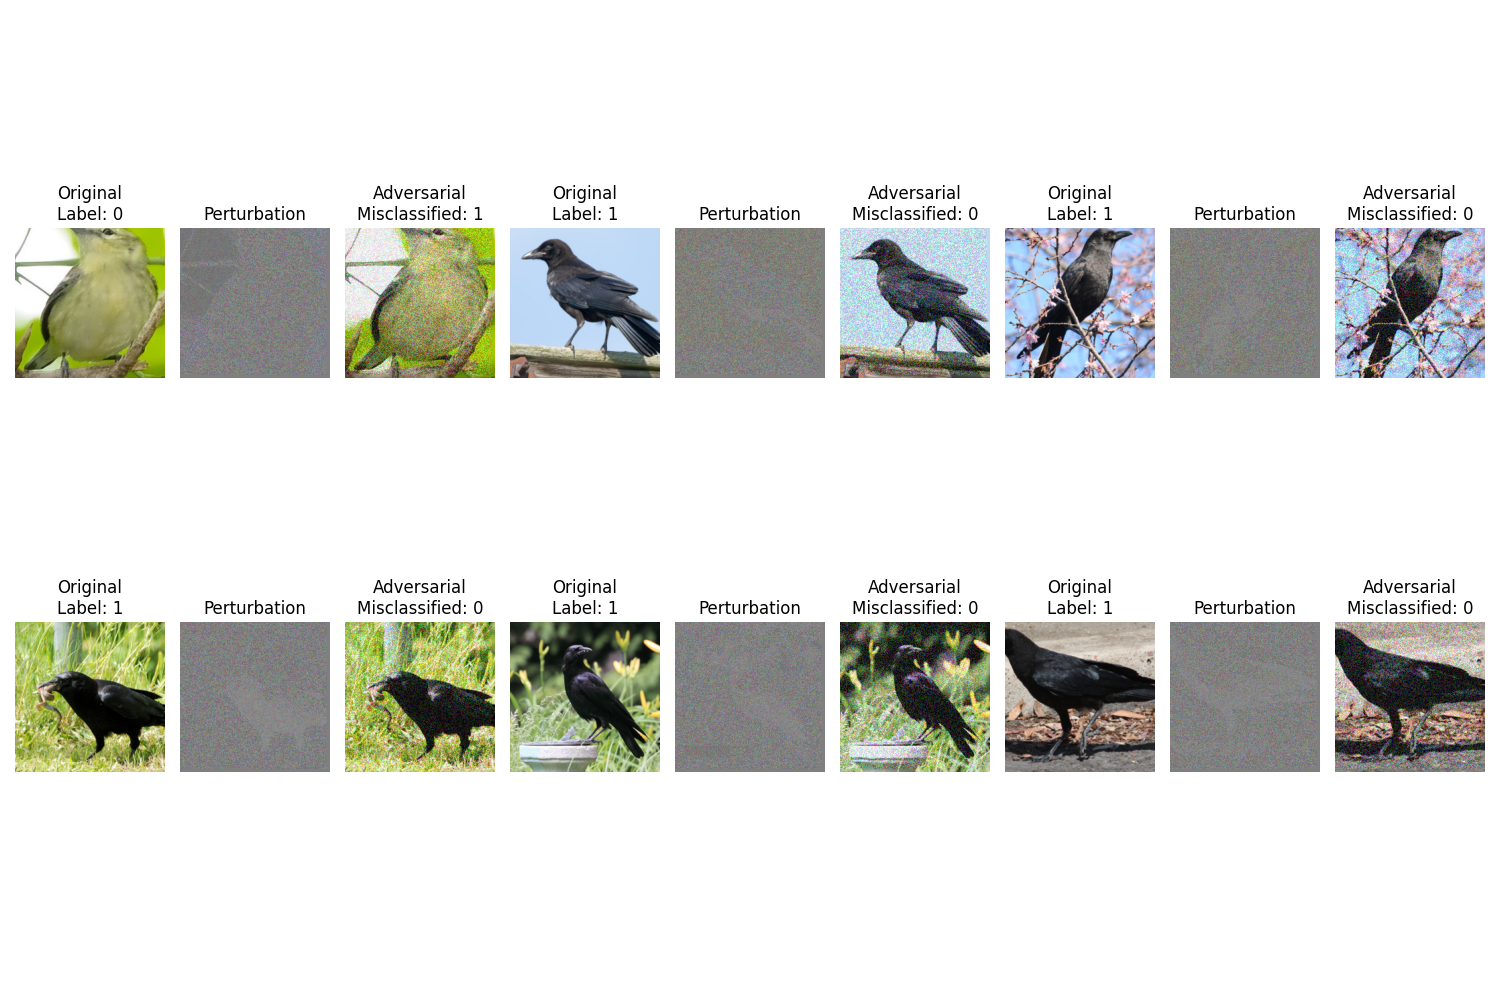 Original
Label: 0
Perturbation
Adversarial
Misclassified: 1
Original
Label: 1
Perturbation
Adversarial
Misclassified: 0
Original
Label: 1
Perturbation
Adversarial
Misclassified: 0
Original
Label: 1
Perturbation
Adversarial
Misclassified: 0
Original
Label: 1
Perturbation
Adversarial
Misclassified: 0
Original
Label: 1
Perturbation
Adversarial
Misclassified: 0